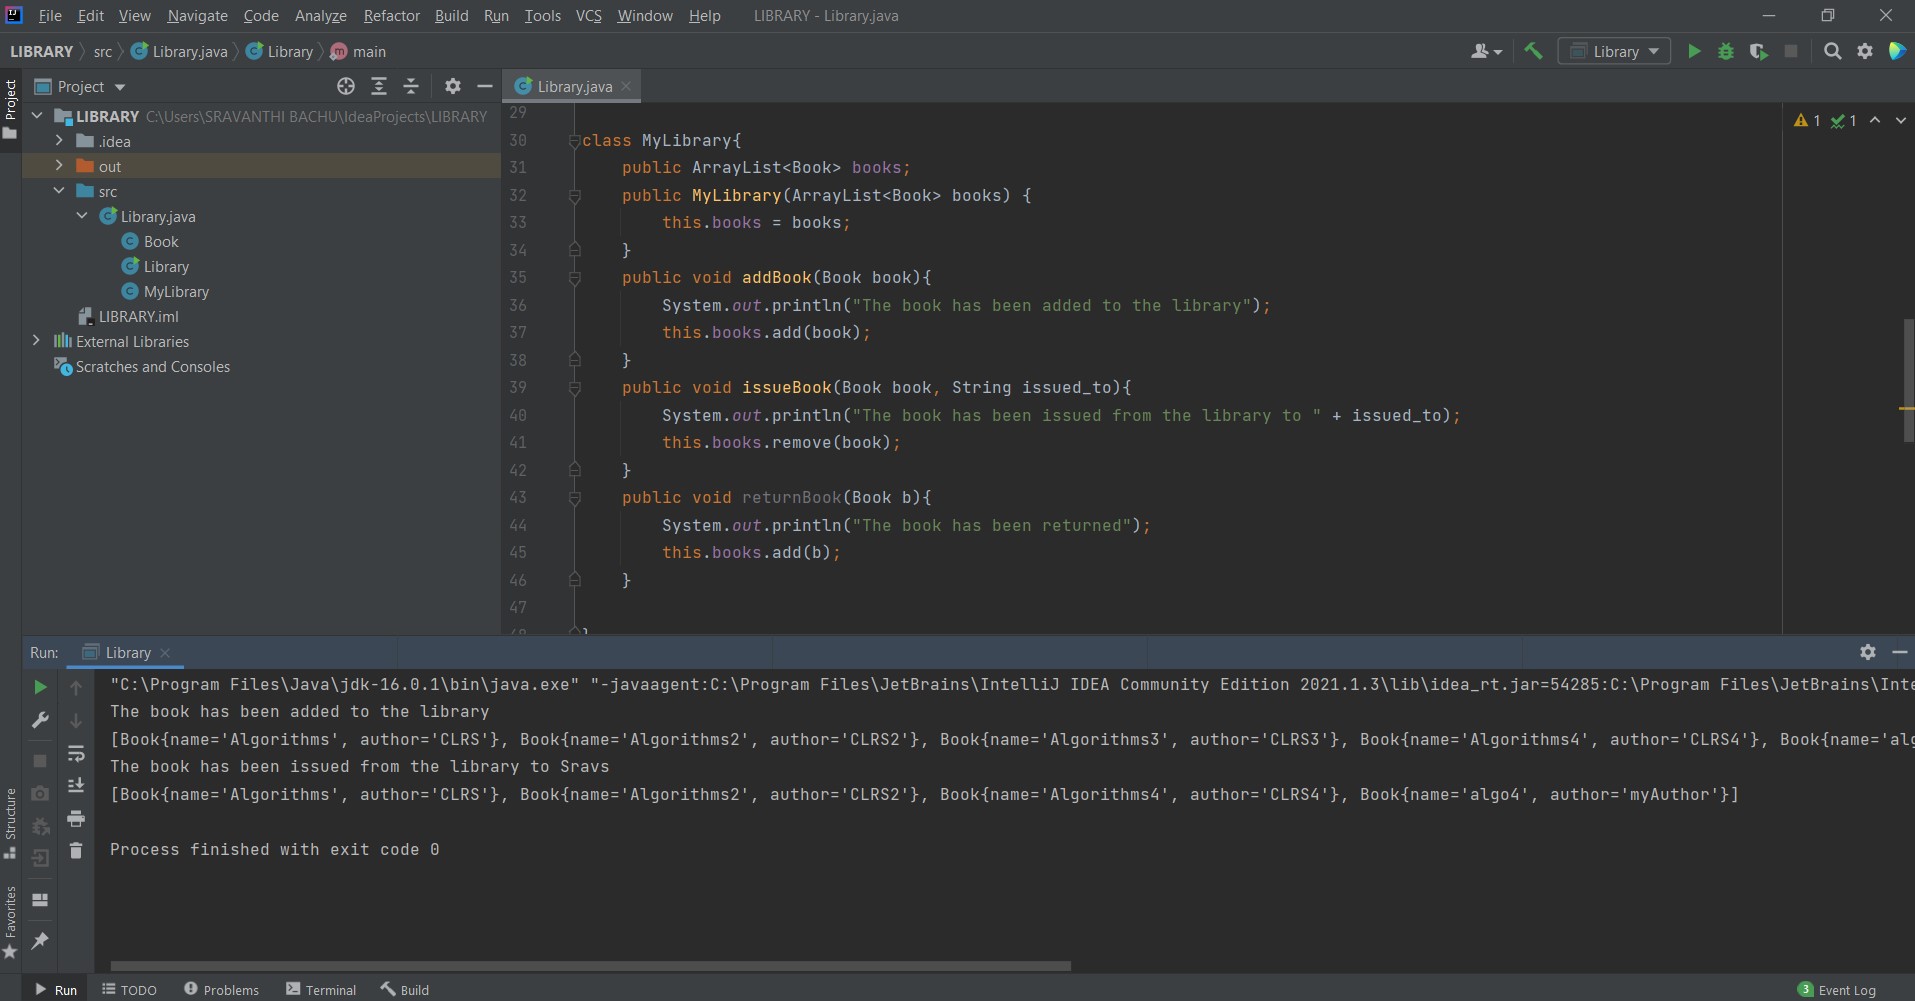 File Edit View Navigate Code Analyze Refactor Build Run Tools VCS Window Help LIBRARY - Library.java
LIBRARY src Library.java Library main
Library
Project
Project
Library.java
LIBRARY C:\Users\SRAVANTHI BACHU\IdeaProjects\LIBRARY
.idea
out
src
Library.java
Book
Library
MyLibrary
LIBRARY.iml
External Libraries
Scratches and Consoles
1 1
29
30 class MyLibrary{
31 public ArrayList<Book> books;
32 public MyLibrary(ArrayList<Book> books) {
33 this.books = books;
34 }
35 public void addBook(Book book){
36 System.out.println("The book has been added to the library");
37 this.books.add(book);
38 }
39 public void issueBook(Book book, String issued_to){
40 System.out.println("The book has been issued from the library to " + issued_to);
41 this.books.remove(book);
42 }
43 public void returnBook(Book b){
44 System.out.println("The book has been returned");
45 this.books.add(b);
46 }
47
48 }
Run: Library
"C:\Program Files\Java\jdk-16.0.1\bin\java.exe" "-javaagent:C:\Program Files\JetBrains\IntelliJ IDEA Community Edition 2021.1.3\lib\idea_rt.jar=54285:C:\Program Files\JetBrains\Inte
The book has been added to the library
[Book{name='Algorithms', author='CLRS'}, Book{name='Algorithms2', author='CLRS2'}, Book{name='Algorithms3', author='CLRS3'}, Book{name='Algorithms4', author='CLRS4'}, Book{name='alg
The book has been issued from the library to Sravs
[Book{name='Algorithms', author='CLRS'}, Book{name='Algorithms2', author='CLRS2'}, Book{name='Algorithms4', author='CLRS4'}, Book{name='algo4', author='myAuthor'}]
Process finished with exit code 0
Structure
Favorites
Run TODO Problems Terminal Build
3 Event Log